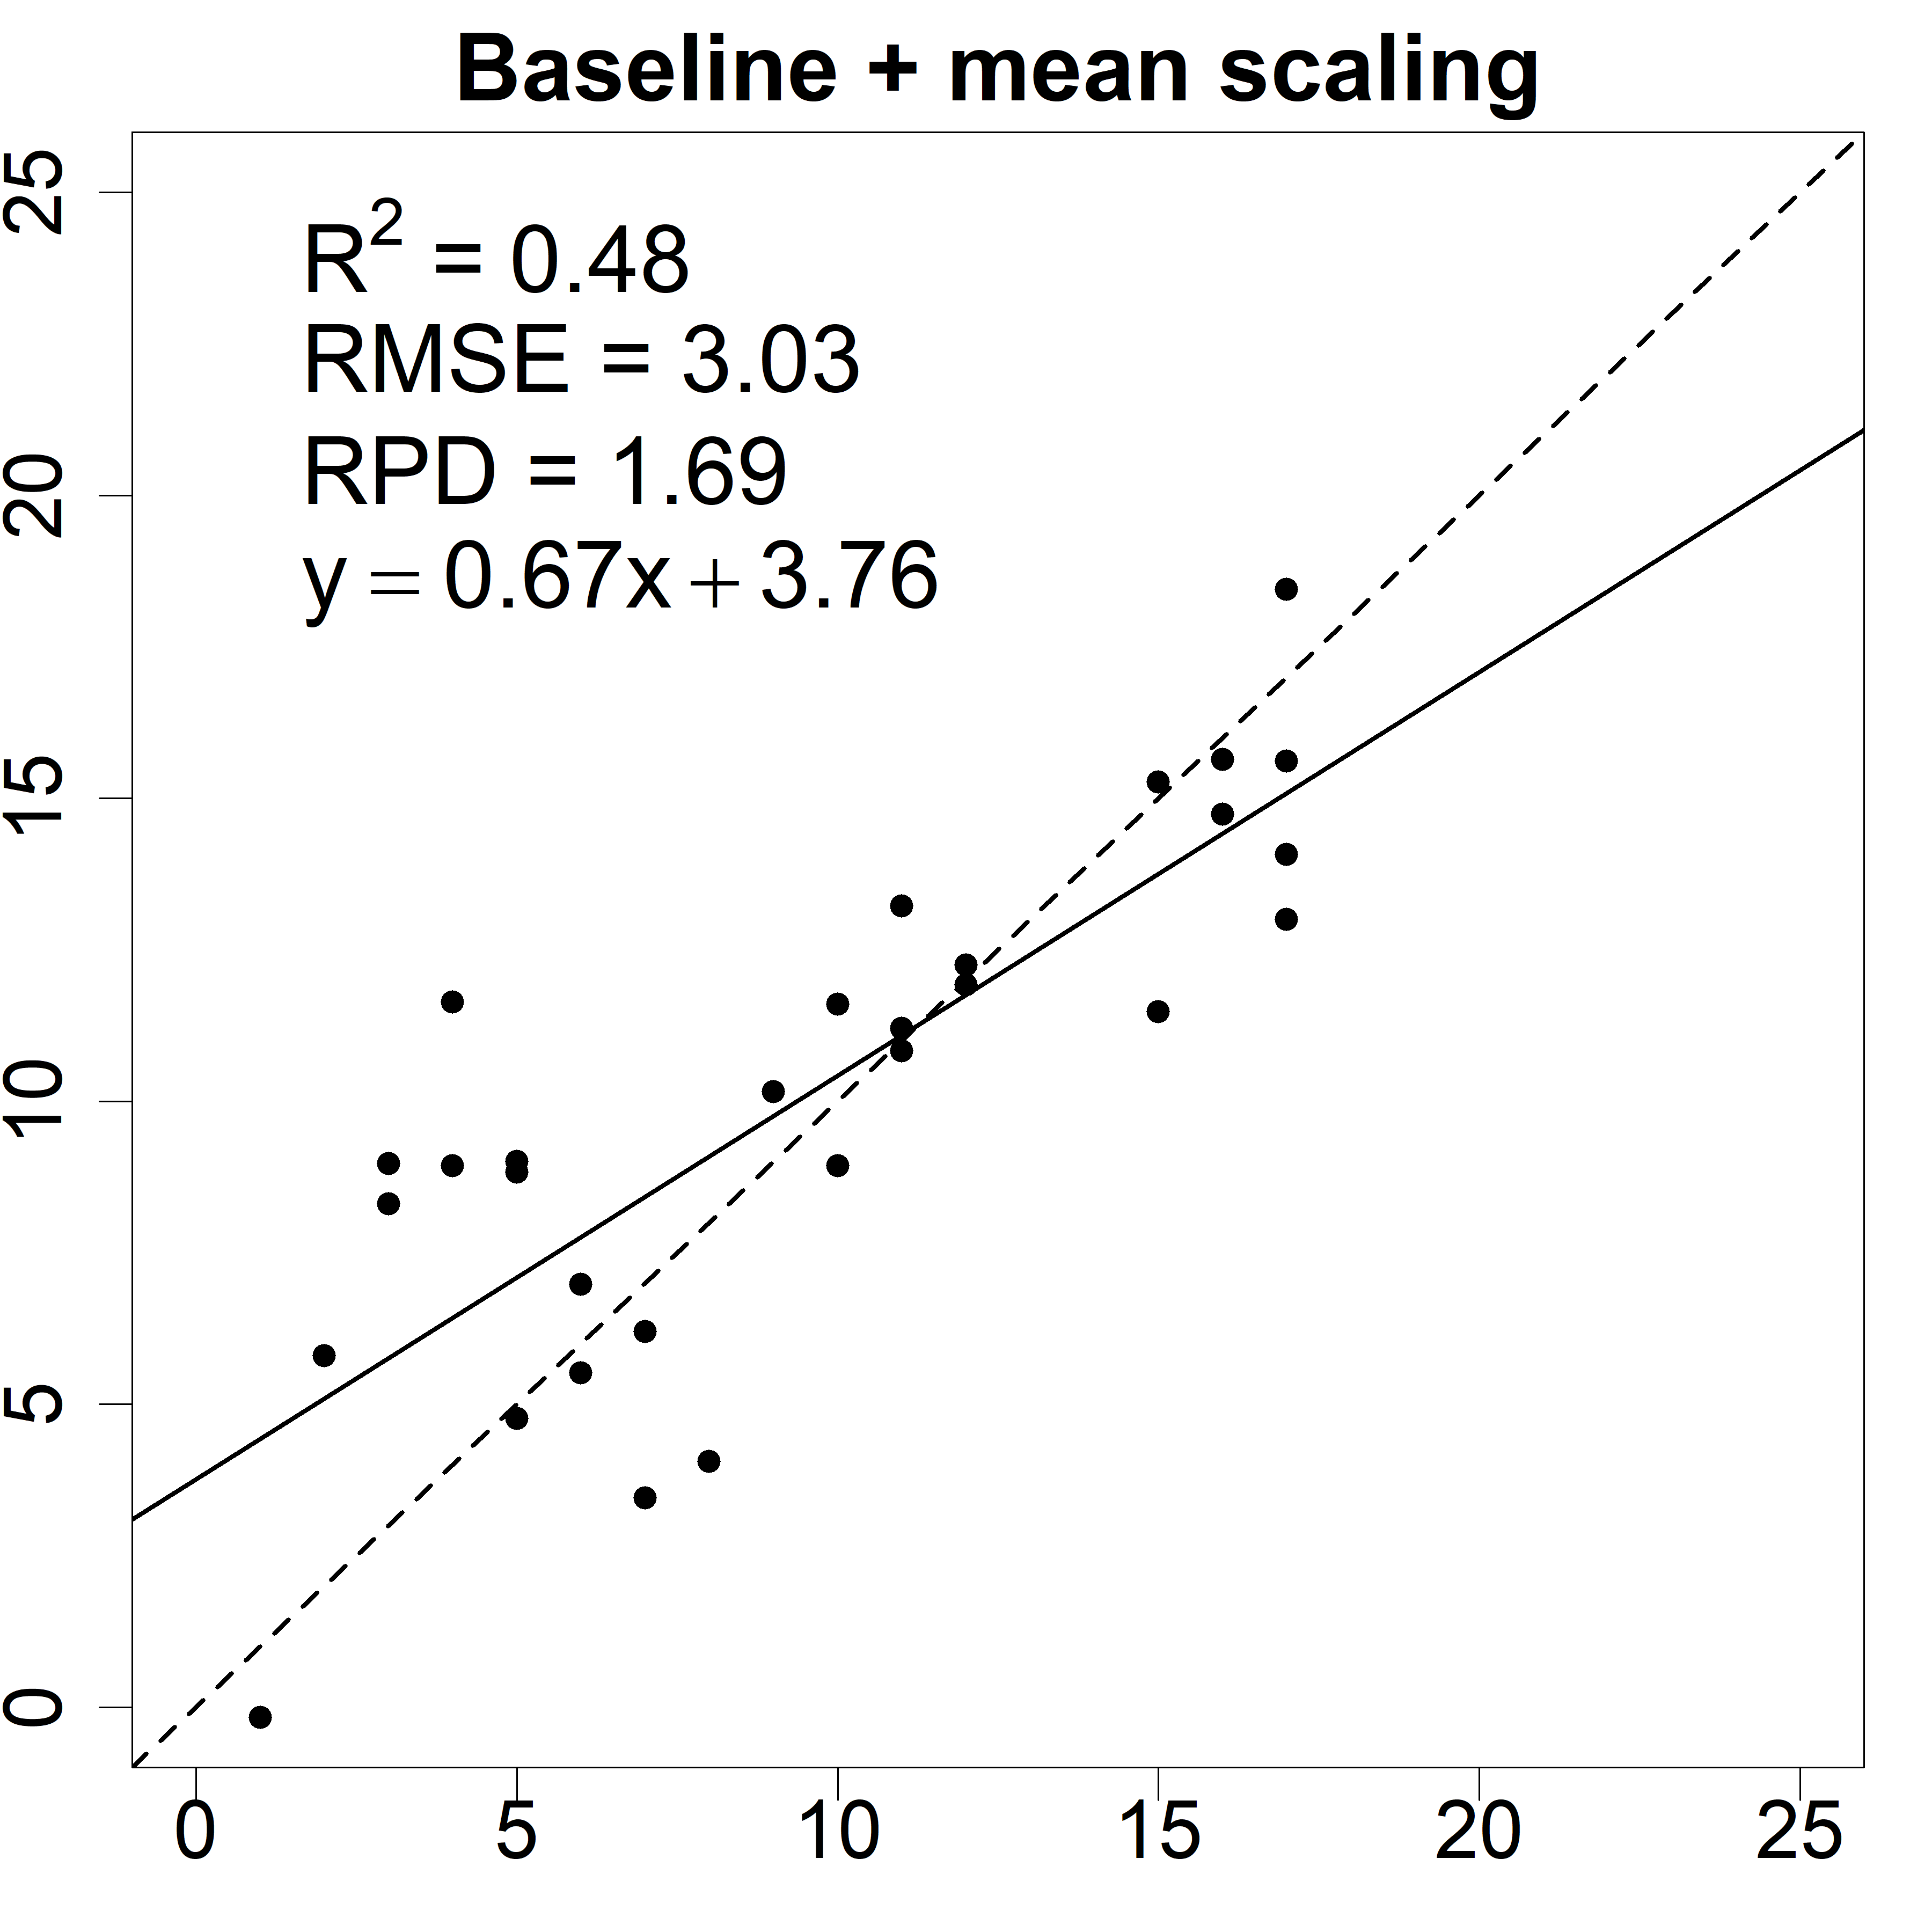 Baseline + mean scaling
R² = 0.48
RMSE = 3.03
RPD = 1.69
y = 0.67x + 3.76
25
20
15
10
5
0
0 5 10 15 20 25